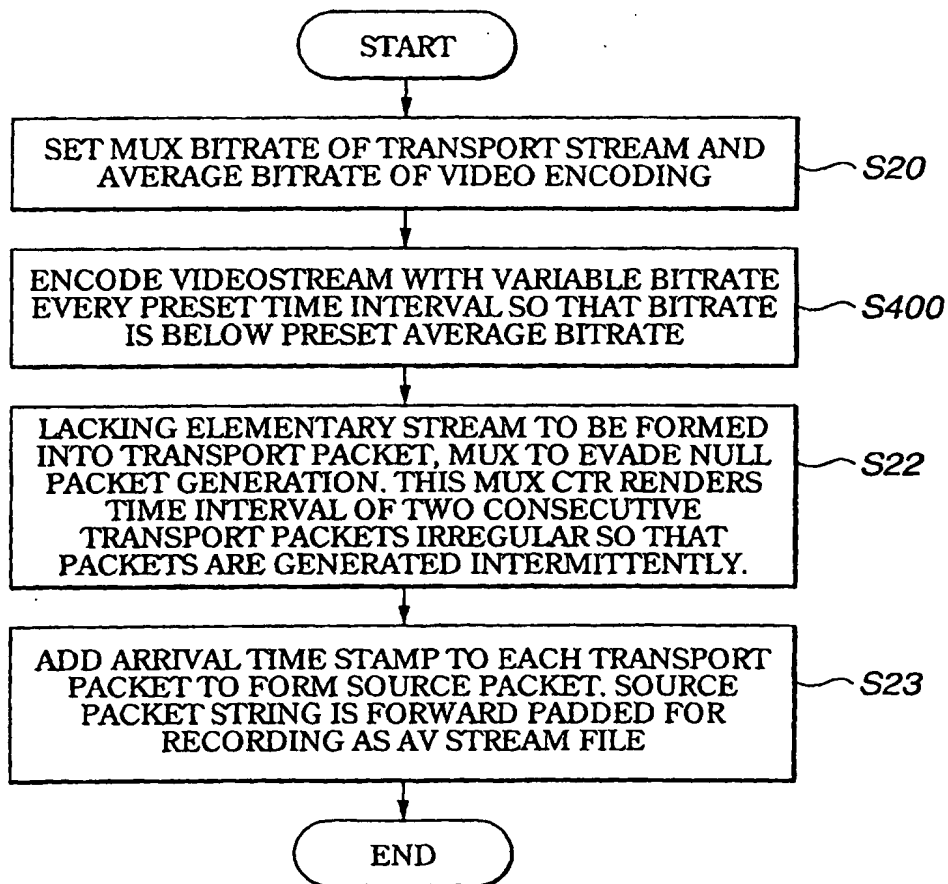 START
SET MUX BITRATE OF TRANSPORT STREAM AND
AVERAGE BITRATE OF VIDEO ENCODING
S20
ENCODE VIDEOSTREAM WITH VARIABLE BITRATE
EVERY PRESET TIME INTERVAL SO THAT BITRATE
IS BELOW PRESET AVERAGE BITRATE
S400
LACKING ELEMENTARY STREAM TO BE FORMED
INTO TRANSPORT PACKET, MUX TO EVADE NULL
PACKET GENERATION. THIS MUX CTR RENDERS
TIME INTERVAL OF TWO CONSECUTIVE
TRANSPORT PACKETS IRREGULAR SO THAT
PACKETS ARE GENERATED INTERMITTENTLY.
S22
ADD ARRIVAL TIME STAMP TO EACH TRANSPORT
PACKET TO FORM SOURCE PACKET. SOURCE
PACKET STRING IS FORWARD PADDED FOR
RECORDING AS AV STREAM FILE
S23
END